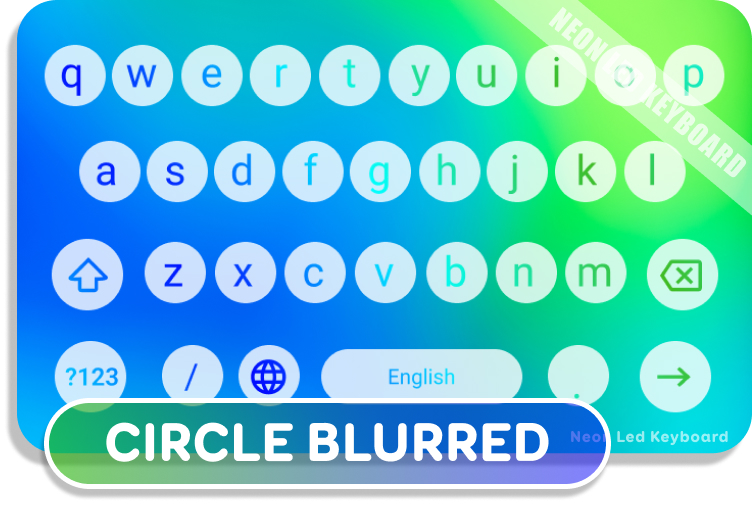 NEON LED KEYBOARD
q w e r t y u i o p
a s d f g h j k l
z x c v b n m
?123 / English . →
CIRCLE BLURRED
Neon Led Keyboard